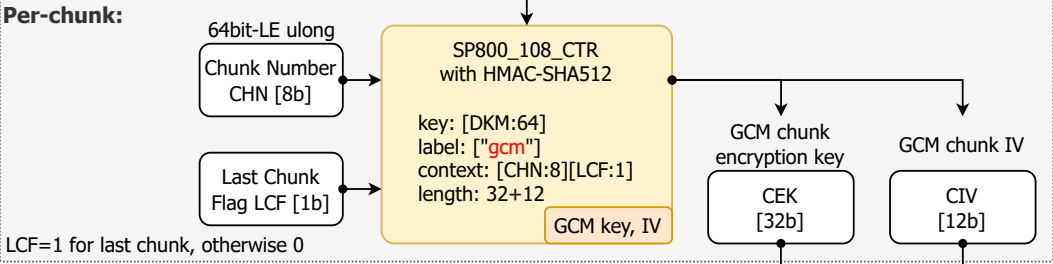 Per-chunk:
64bit-LE ulong
Chunk Number
CHN [8b]
Last Chunk
Flag LCF [1b]
LCF=1 for last chunk, otherwise 0
SP800_108_CTR
with HMAC-SHA512
key: [DKM:64]
label: ["gcm"]
context: [CHN:8][LCF:1]
length: 32+12
GCM key, IV
GCM chunk
encryption key
CEK
[32b]
GCM chunk IV
CIV
[12b]